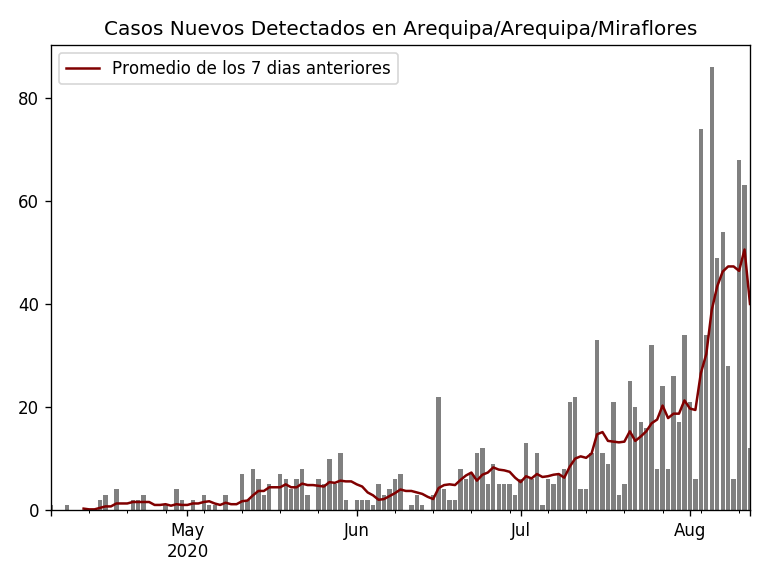 Casos Nuevos Detectados en Arequipa/Arequipa/Miraflores
Promedio de los 7 dias anteriores
80
60
40
20
0
May Jun Jul Aug
2020